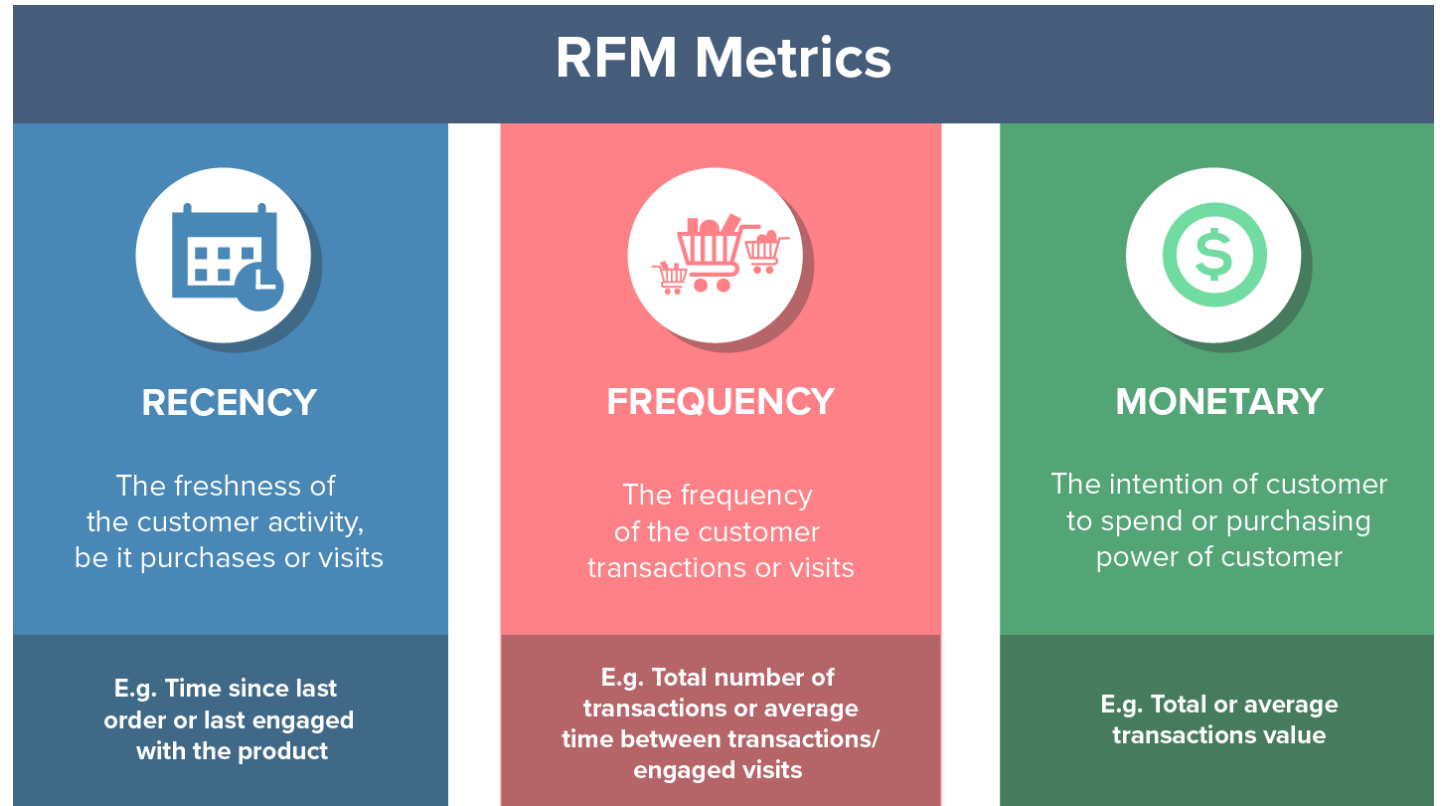 RFM Metrics
RECENCY
The freshness of
the customer activity,
be it purchases or visits
E.g. Time since last
order or last engaged
with the product
FREQUENCY
The frequency
of the customer
transactions or visits
E.g. Total number of
transactions or average
time between transactions/
engaged visits
MONETARY
The intention of customer
to spend or purchasing
power of customer
E.g. Total or average
transactions value